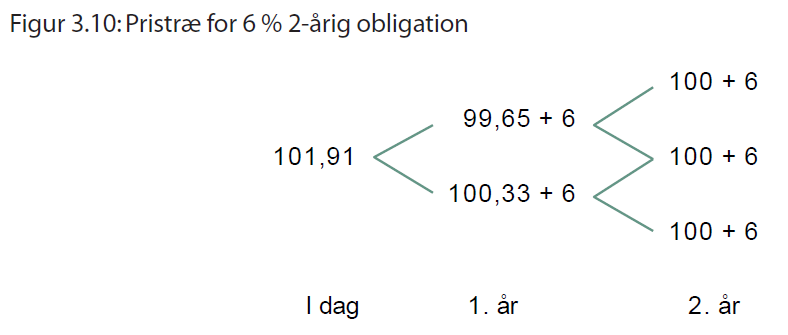 Figur 3.10: Pristræ for 6 % 2-årig obligation
100 + 6
99,65 + 6
101,91
100 + 6
100,33 + 6
100 + 6
I dag
1. år
2. år